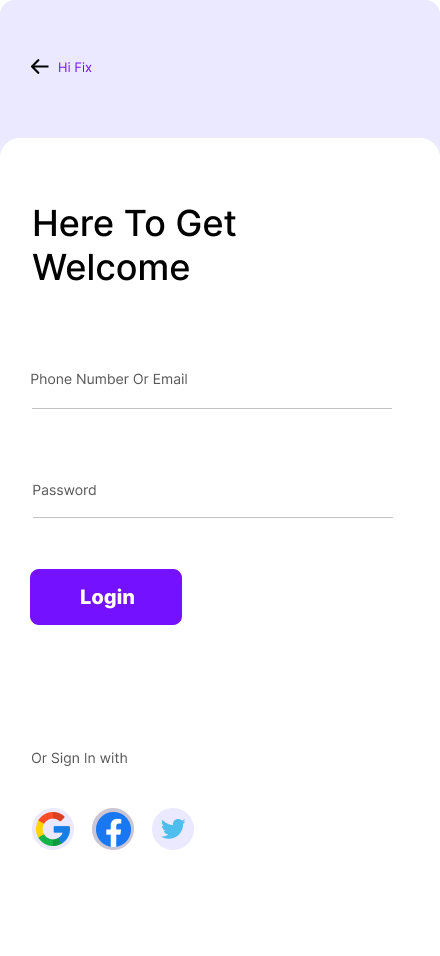 Hi Fix
Here To Get
Welcome
Phone Number Or Email
Password
Login
Or Sign In with